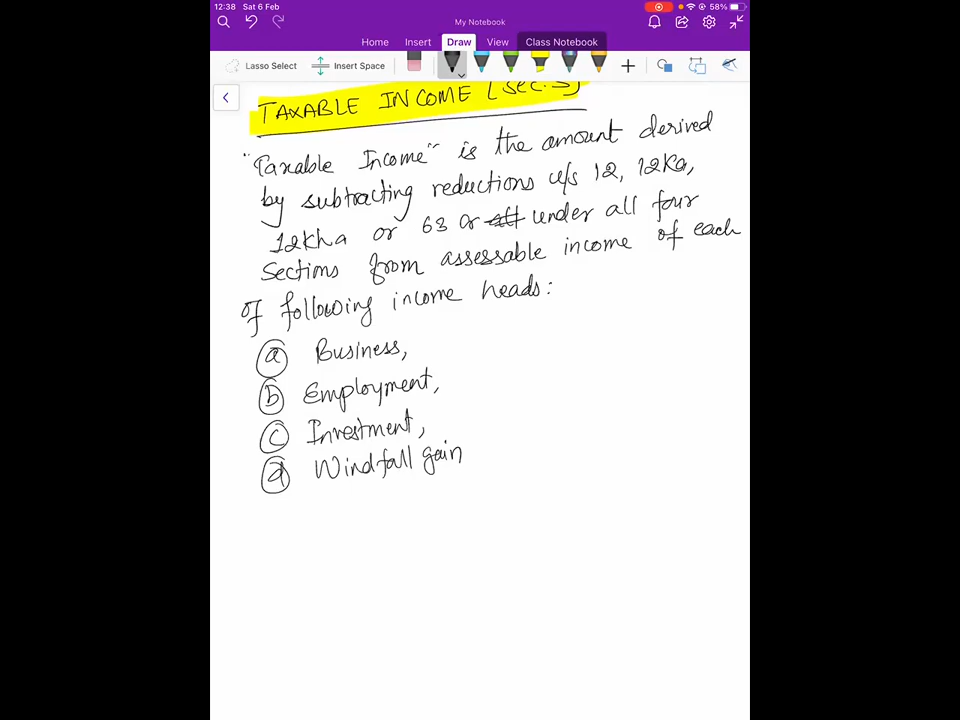 12:38 Sat 6 Feb
58%
My Notebook
Home Insert Draw View Class Notebook
Lasso Select Insert Space
TAXABLE INCOME [Sec. 5]
"Taxable Income" is the amount derived
by subtracting reductions u/s 12, 12Ka,
12Kha or 63 or under all four
Sections from assessable income of each
of following income heads:
(a) Business,
(b) Employment,
(c) Investment,
(d) Windfall gain